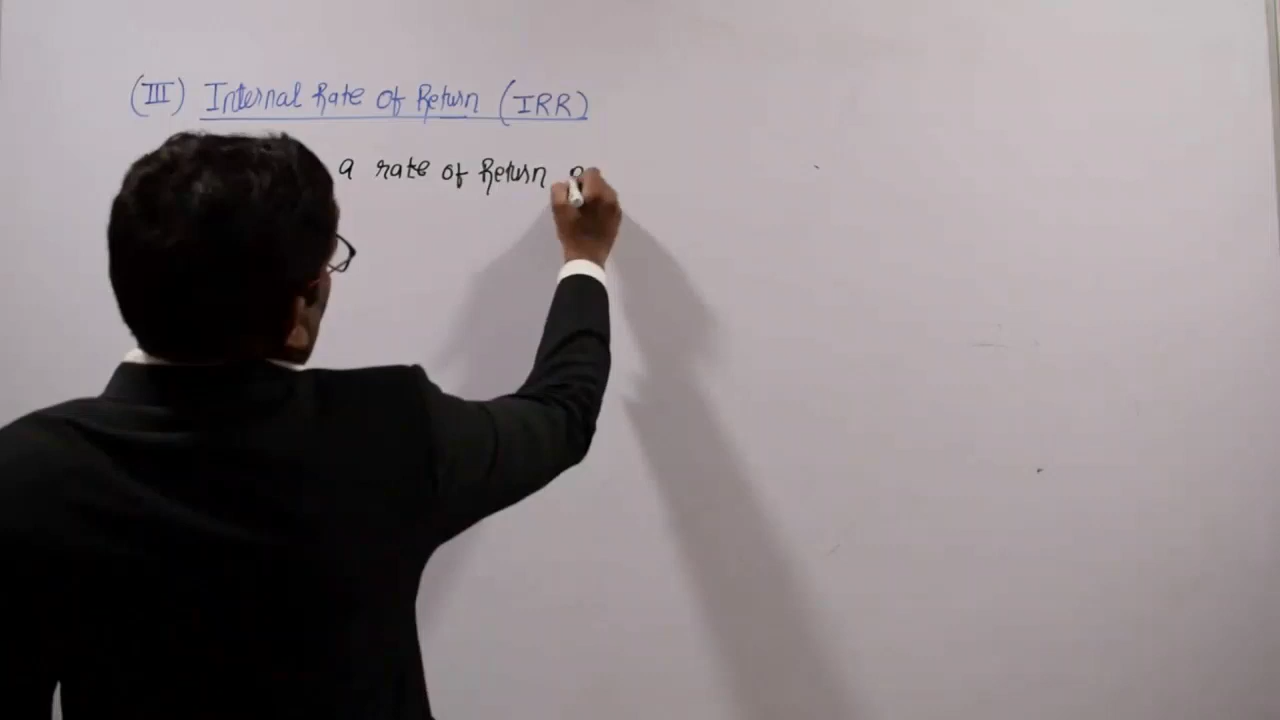 (III) Internal Rate of Return (IRR)
a rate of Return